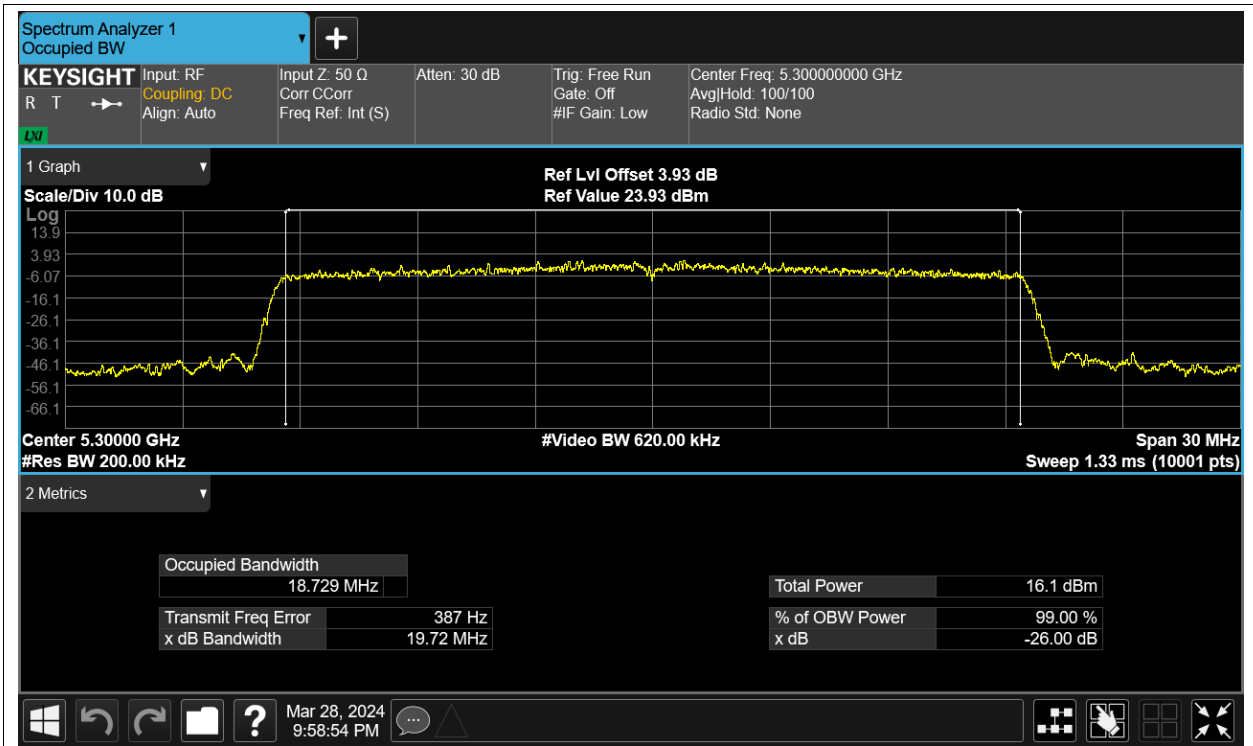 Spectrum Analyzer 1
Occupied BW
KEYSIGHT
R T
LXI
Input: RF
Coupling: DC
Align: Auto
Input Z: 50 Ω
Corr CCorr
Freq Ref: Int (S)
Atten: 30 dB
Trig: Free Run
Gate: Off
#IF Gain: Low
Center Freq: 5.300000000 GHz
Avg|Hold: 100/100
Radio Std: None
1 Graph
Scale/Div 10.0 dB
Ref Lvl Offset 3.93 dB
Ref Value 23.93 dBm
Log
13.9
3.93
-6.07
-16.1
-26.1
-36.1
-46.1
-56.1
-66.1
Center 5.30000 GHz
#Video BW 620.00 kHz
Span 30 MHz
#Res BW 200.00 kHz
Sweep 1.33 ms (10001 pts)
2 Metrics
Occupied Bandwidth
18.729 MHz
Total Power 16.1 dBm
Transmit Freq Error 387 Hz
% of OBW Power 99.00 %
x dB Bandwidth 19.72 MHz
x dB -26.00 dB
?
Mar 28, 2024
9:58:54 PM